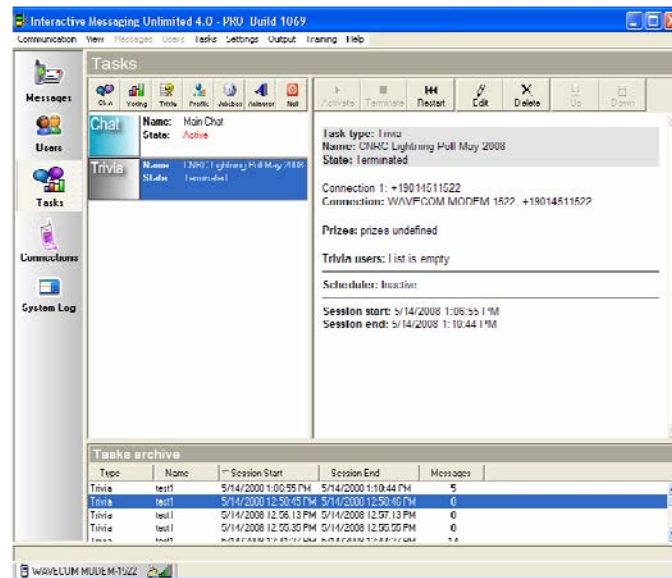 Interactive Messaging Unlimited 4.0 - PRO Build 1069
Communication View Messages Users Tasks Settings Output Training Help
Tasks
Messages
Users
Tasks
Connections
System Log
Chat Voting Trivia Profile Jukebox Animator Null
Activate Terminate Restart Edit Delete Up Down
Chat Name: Main Chat
State: Active
Trivia Name CNRC Lightning Poll May 2008
State Terminated
Task type: Trivia
Name: CNRC Lightning Poll May 2008
State: Terminated
Connection 1: +19014511522
Connection: WAVECOM MODEM 1522, +19014511522
Prizes: prizes undefined
Trivia users: List is empty
Scheduler: Inactive
Session start: 5/14/2008 1:06:55 PM
Session end: 5/14/2008 1:10:44 PM
Tasks archive
Type Name Session Start Session End Messages
Trivia test1 5/14/2008 1:06:55 PM 5/14/2008 1:10:44 PM 5
Trivia test1 5/14/2008 12:58:45 PM 5/14/2008 12:58:46 PM 0
Trivia test1 5/14/2008 12:56:13 PM 5/14/2008 12:57:13 PM 0
Trivia test1 5/14/2008 12:55:35 PM 5/14/2008 12:55:55 PM 0
WAVECOM MODEM-1522